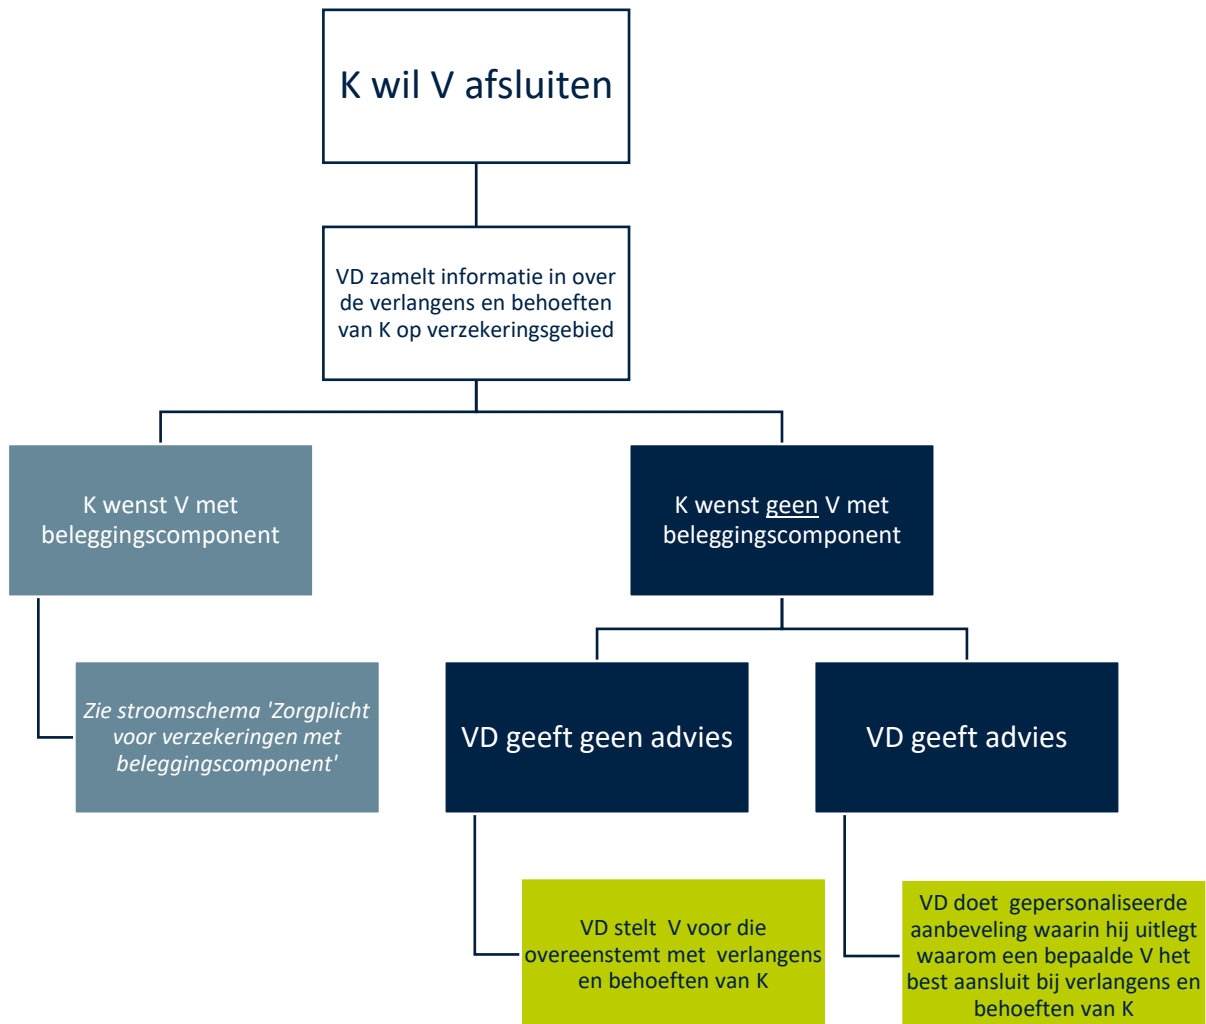 K wil V afsluiten
VD zamelt informatie in over
de verlangens en behoeften
van K op verzekeringsgebied
K wenst V met
beleggingscomponent
K wenst geen V met
beleggingscomponent
Zie stroomschema 'Zorgplicht
voor verzekeringen met
beleggingscomponent'
VD geeft geen advies
VD geeft advies
VD stelt V voor die
overeenstemt met verlangens
en behoeften van K
VD doet gepersonaliseerde
aanbeveling waarin hij uitlegt
waarom een bepaalde V het
best aansluit bij verlangens en
behoeften van K